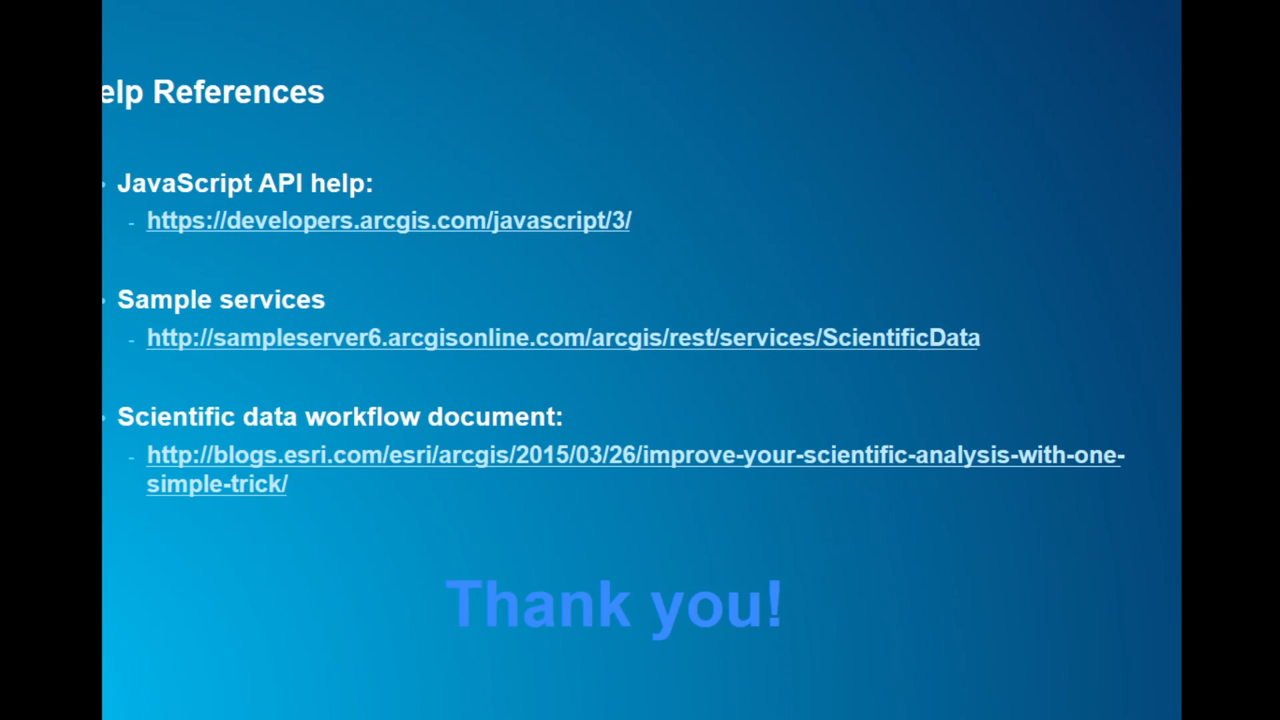 elp References
• JavaScript API help:
- https://developers.arcgis.com/javascript/3/
• Sample services
- http://sampleserver6.arcgisonline.com/arcgis/rest/services/ScientificData
• Scientific data workflow document:
- http://blogs.esri.com/esri/arcgis/2015/03/26/improve-your-scientific-analysis-with-one-
simple-trick/
Thank you!